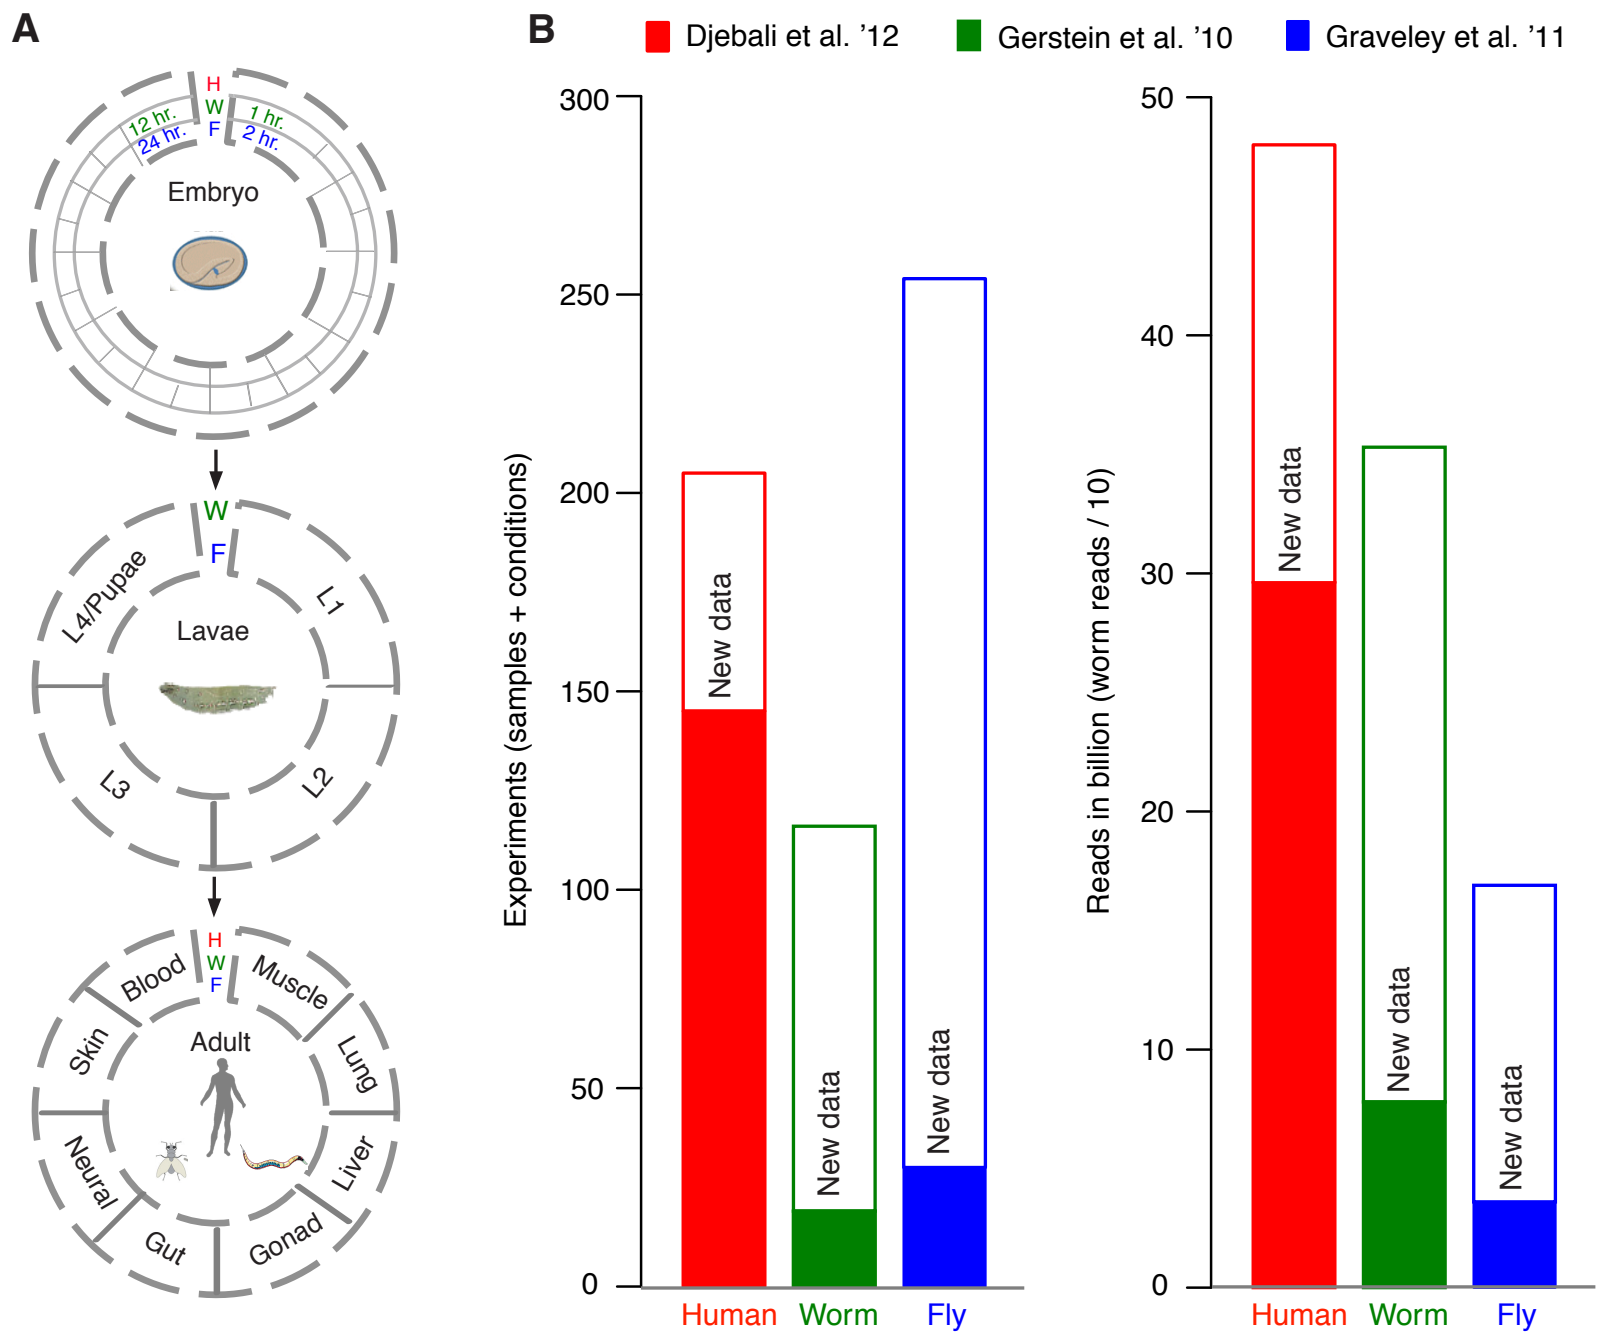 A
H
W
F
12 hr.
24 hr.
1 hr.
2 hr.
Embryo
W
F
L4/Pupae
L1
Lavae
L3
L2
H
W
F
Blood
Muscle
Skin
Adult
Lung
Neural
Liver
Gut
Gonad
B
Djebali et al. ’12
Gerstein et al. ’10
Graveley et al. ’11
Experiments (samples + conditions)
300
250
200
150
100
50
0
New data
New data
New data
Human
Worm
Fly
Reads in billion (worm reads / 10)
50
40
30
20
10
0
New data
New data
New data
Human
Worm
Fly